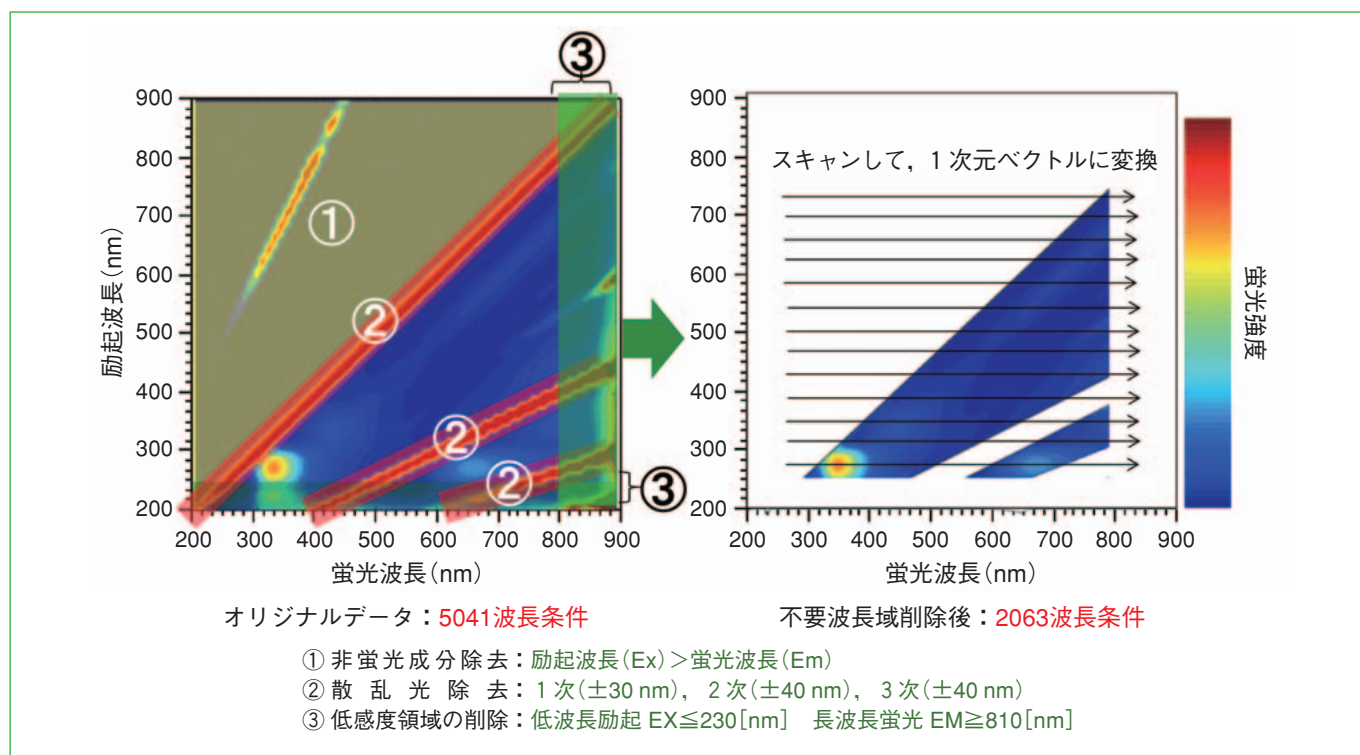 ③
900
800
700
600
500
400
300
200
励起波長(nm)
①
②
②
②
③
200 300 400 500 600 700 800 900
蛍光波長(nm)
オリジナルデータ：5041波長条件
900
800
700
600
500
400
300
200
スキャンして，1次元ベクトルに変換
200 300 400 500 600 700 800 900
蛍光波長(nm)
蛍光強度
不要波長域削除後：2063波長条件
① 非蛍光成分除去：励起波長(Ex)＞蛍光波長(Em)
② 散乱光除去：1次(±30 nm)，2次(±40 nm)，3次(±40 nm)
③ 低感度領域の削除：低波長励起 EX≦230[nm]　長波長蛍光 EM≧810[nm]